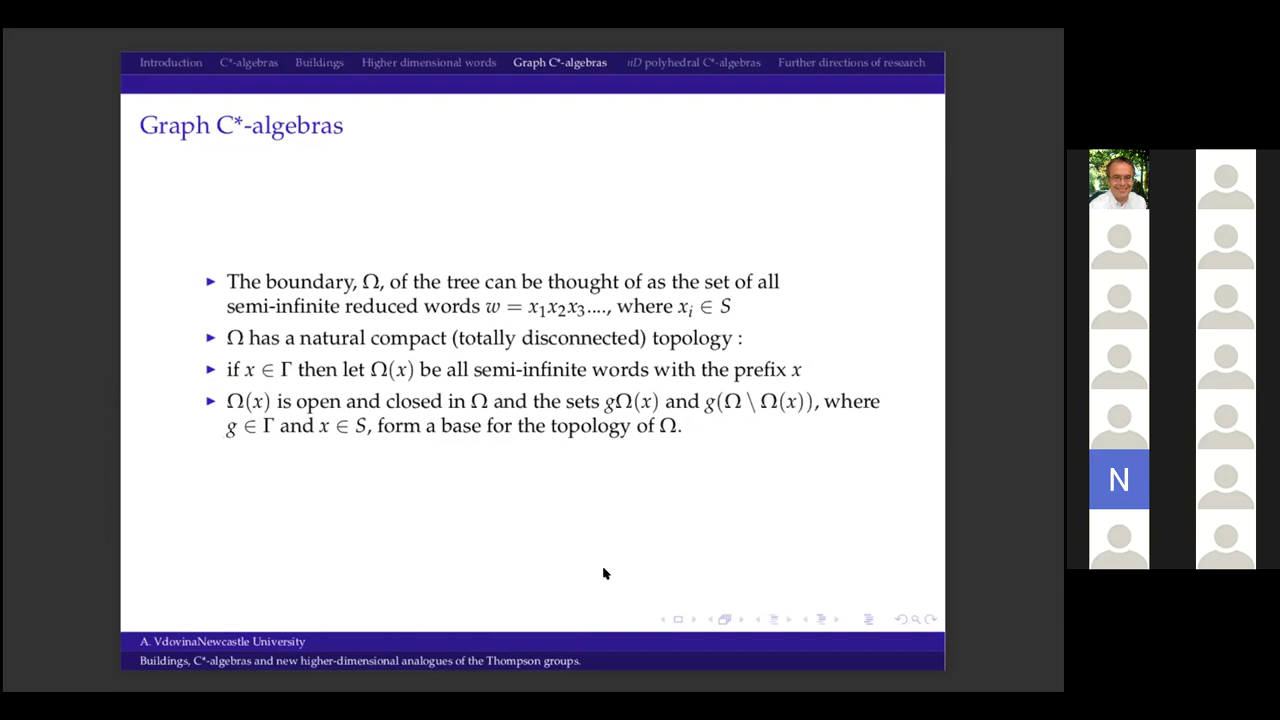 Introduction C*-algebras Buildings Higher dimensional words Graph C*-algebras nD polyhedral C*-algebras Further directions of research
Graph C*-algebras
▶ The boundary, Ω, of the tree can be thought of as the set of all
semi-infinite reduced words w = x₁x₂x₃...., where xᵢ ∈ S
▶ Ω has a natural compact (totally disconnected) topology :
▶ if x ∈ Γ then let Ω(x) be all semi-infinite words with the prefix x
▶ Ω(x) is open and closed in Ω and the sets gΩ(x) and g(Ω \ Ω(x)), where
g ∈ Γ and x ∈ S, form a base for the topology of Ω.
N
A. VdovinaNewcastle University
Buildings, C*-algebras and new higher-dimensional analogues of the Thompson groups.